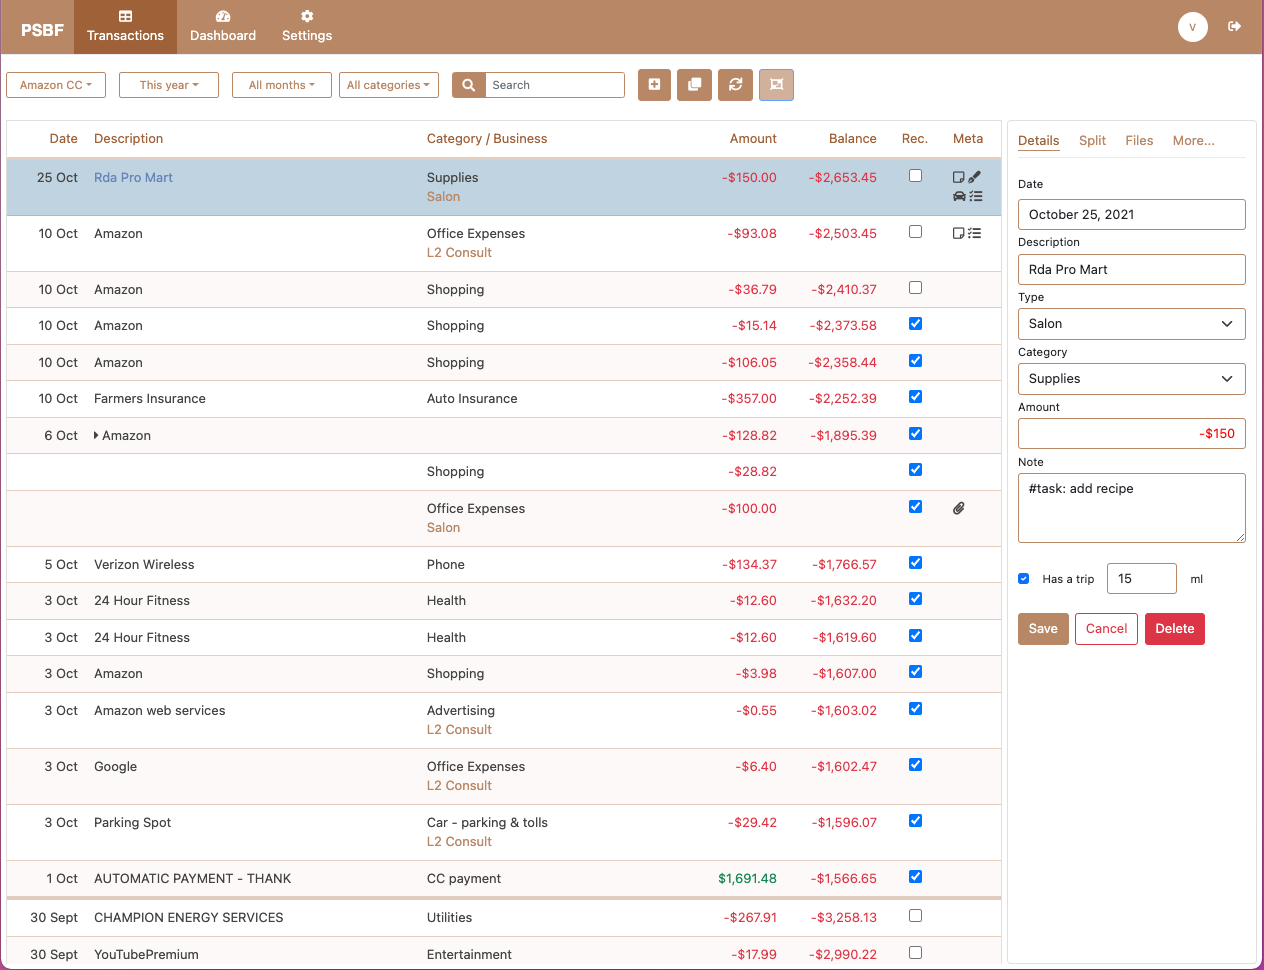 PSBF
Transactions
Dashboard
Settings
V
Amazon CC
This year
All months
All categories
Search
Date Description Category / Business Amount Balance Rec. Meta
25 Oct Rda Pro Mart Supplies -$150.00 -$2,653.45
Salon
10 Oct Amazon Office Expenses -$93.08 -$2,503.45
L2 Consult
10 Oct Amazon Shopping -$36.79 -$2,410.37
10 Oct Amazon Shopping -$15.14 -$2,373.58
10 Oct Amazon Shopping -$106.05 -$2,358.44
10 Oct Farmers Insurance Auto Insurance -$357.00 -$2,252.39
6 Oct Amazon -$128.82 -$1,895.39
Shopping -$28.82
Office Expenses -$100.00
Salon
5 Oct Verizon Wireless Phone -$134.37 -$1,766.57
3 Oct 24 Hour Fitness Health -$12.60 -$1,632.20
3 Oct 24 Hour Fitness Health -$12.60 -$1,619.60
3 Oct Amazon Shopping -$3.98 -$1,607.00
3 Oct Amazon web services Advertising -$0.55 -$1,603.02
L2 Consult
3 Oct Google Office Expenses -$6.40 -$1,602.47
L2 Consult
3 Oct Parking Spot Car - parking & tolls -$29.42 -$1,596.07
L2 Consult
1 Oct AUTOMATIC PAYMENT - THANK CC payment $1,691.48 -$1,566.65
30 Sept CHAMPION ENERGY SERVICES Utilities -$267.91 -$3,258.13
30 Sept YouTubePremium Entertainment -$17.99 -$2,990.22
Details Split Files More...
Date
October 25, 2021
Description
Rda Pro Mart
Type
Salon
Category
Supplies
Amount
-$150
Note
#task: add recipe
Has a trip 15 ml
Save Cancel Delete